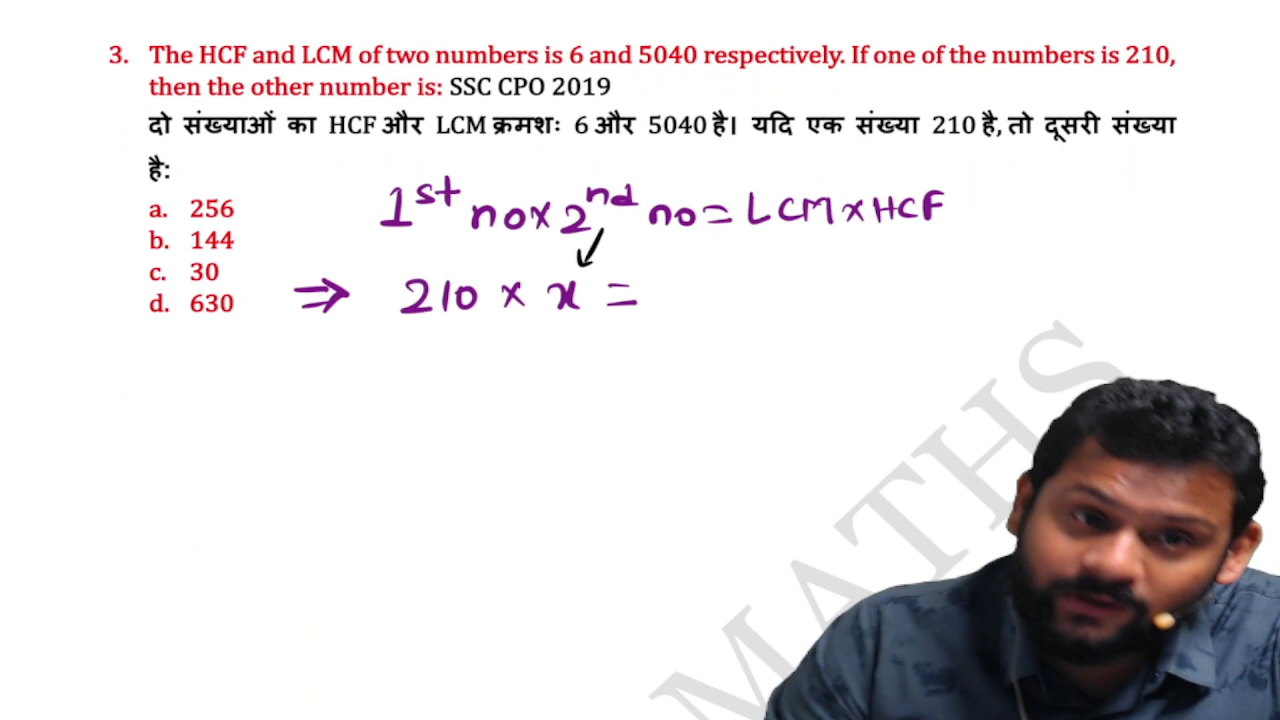 3. The HCF and LCM of two numbers is 6 and 5040 respectively. If one of the numbers is 210,
then the other number is: SSC CPO 2019
दो संख्याओं का HCF और LCM क्रमशः 6 और 5040 है। यदि एक संख्या 210 है, तो दूसरी संख्या
है:
a. 256
b. 144
c. 30
d. 630
1st no x 2nd no = LCM x HCF
⇒ 210 x x =
MATHS